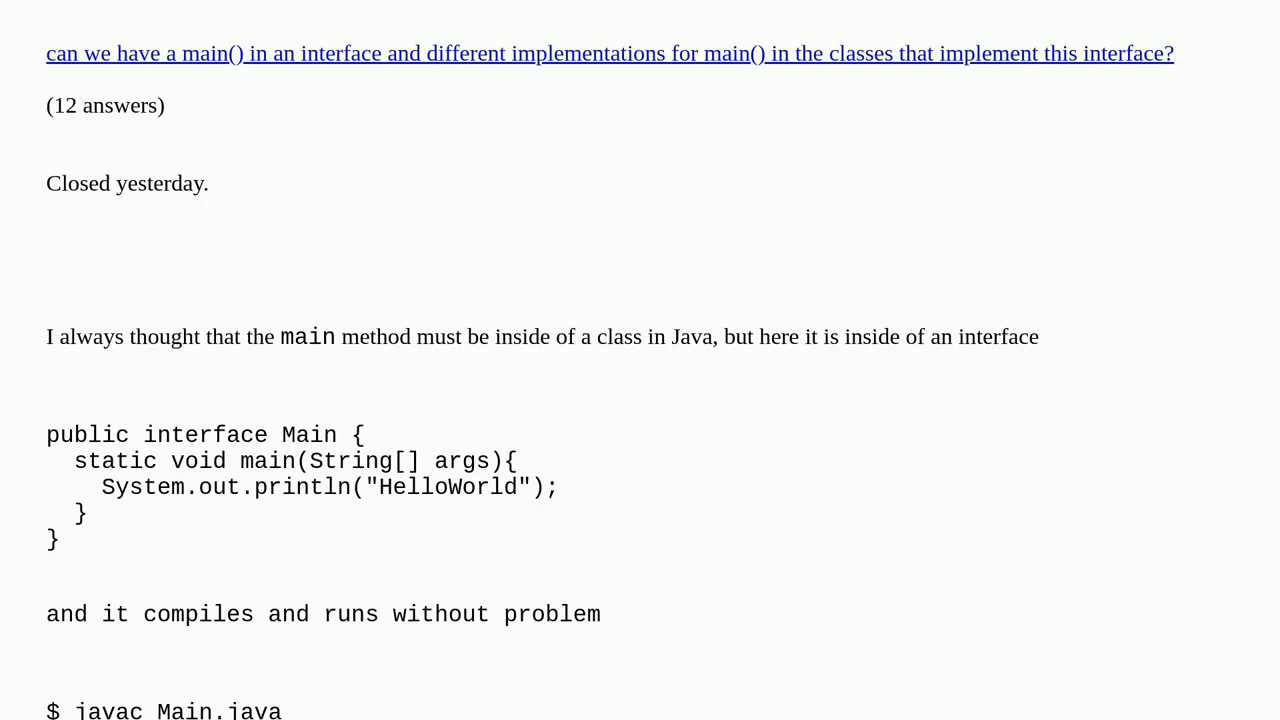 can we have a main() in an interface and different implementations for main() in the classes that implement this interface?
(12 answers)
Closed yesterday.
I always thought that the main method must be inside of a class in Java, but here it is inside of an interface
public interface Main {
  static void main(String[] args){
    System.out.println("HelloWorld");
  }
}
and it compiles and runs without problem
$ javac Main.java